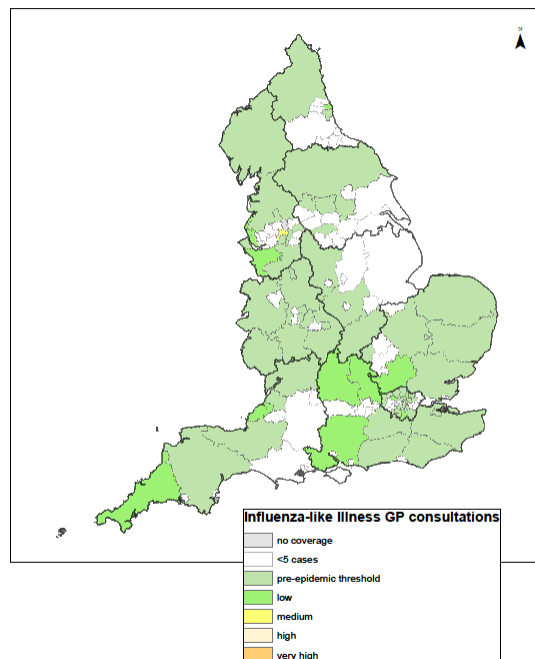 N
Influenza-like Illness GP consultations
no coverage
<5 cases
pre-epidemic threshold
low
medium
high
very high